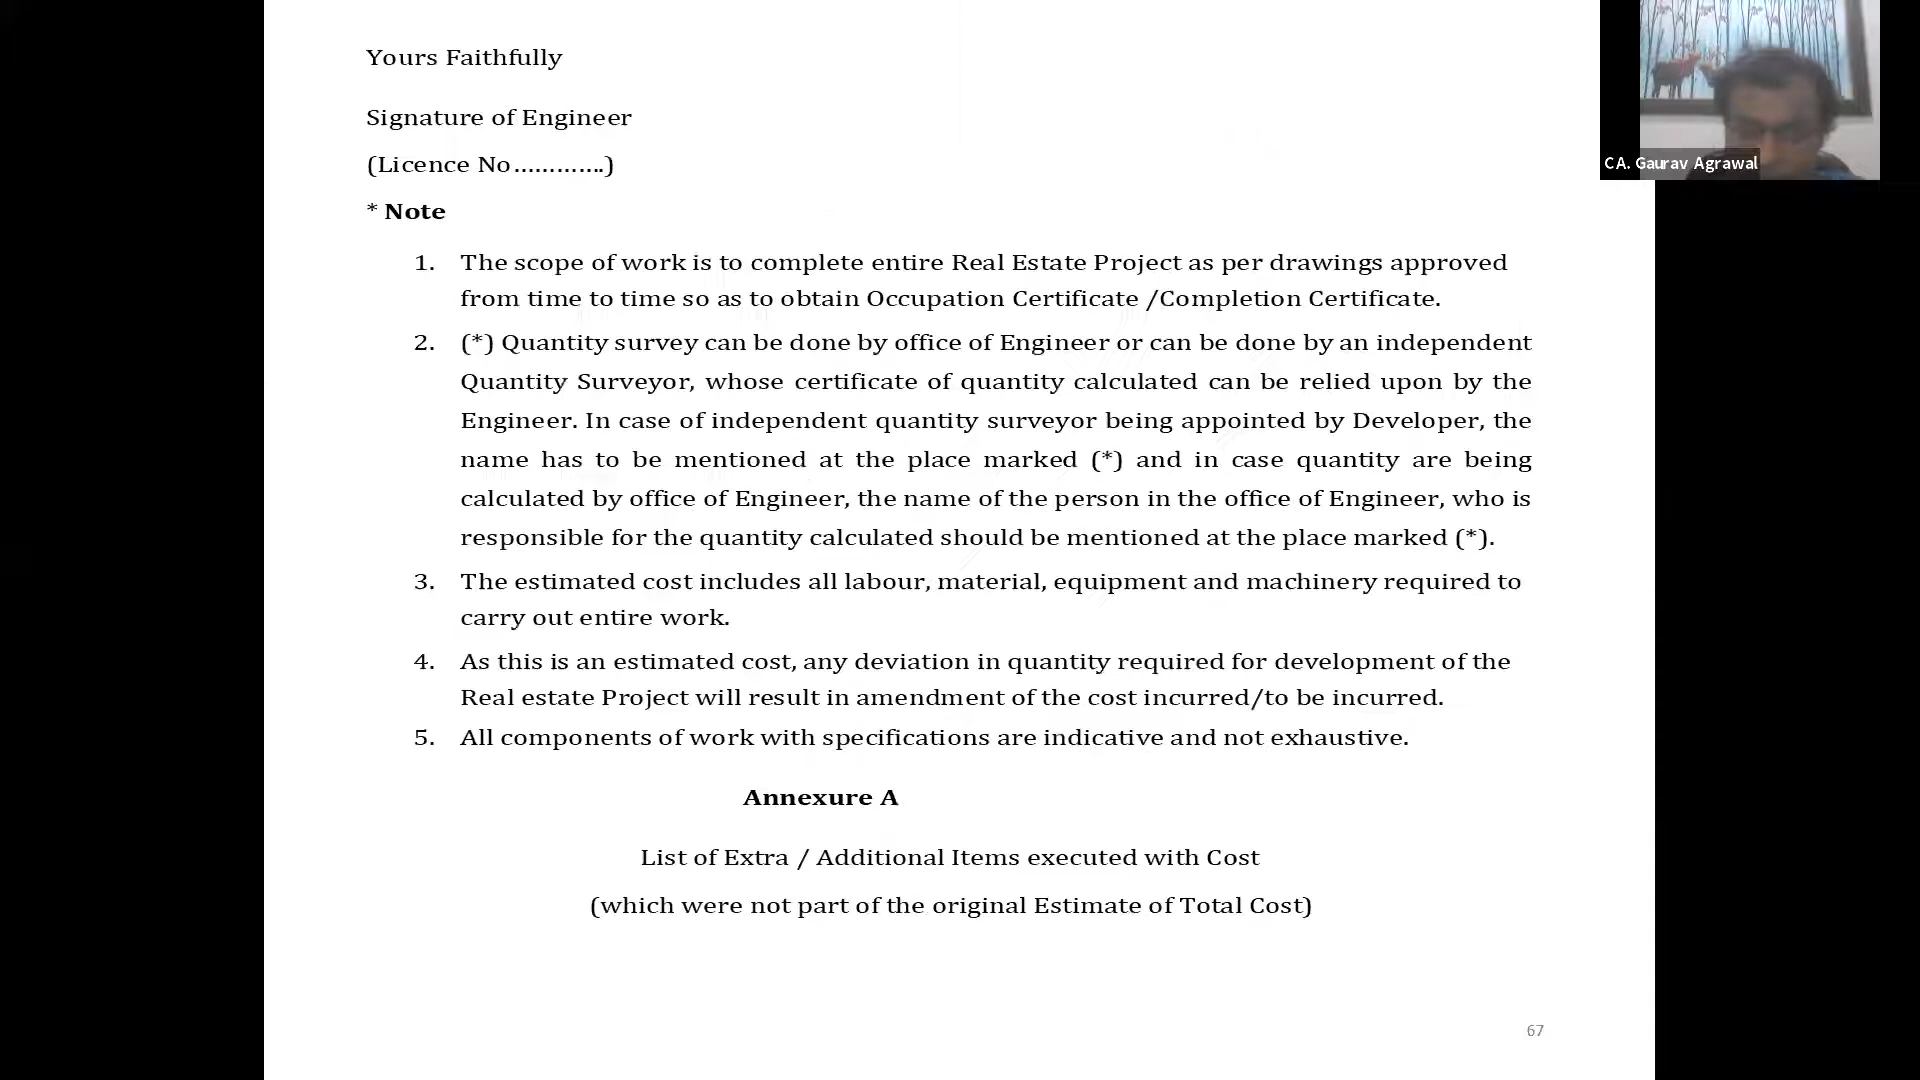 Yours Faithfully
Signature of Engineer
(Licence No………….)
* Note
1. The scope of work is to complete entire Real Estate Project as per drawings approved
from time to time so as to obtain Occupation Certificate /Completion Certificate.
2. (*) Quantity survey can be done by office of Engineer or can be done by an independent
Quantity Surveyor, whose certificate of quantity calculated can be relied upon by the
Engineer. In case of independent quantity surveyor being appointed by Developer, the
name has to be mentioned at the place marked (*) and in case quantity are being
calculated by office of Engineer, the name of the person in the office of Engineer, who is
responsible for the quantity calculated should be mentioned at the place marked (*).
3. The estimated cost includes all labour, material, equipment and machinery required to
carry out entire work.
4. As this is an estimated cost, any deviation in quantity required for development of the
Real estate Project will result in amendment of the cost incurred/to be incurred.
5. All components of work with specifications are indicative and not exhaustive.
Annexure A
List of Extra / Additional Items executed with Cost
(which were not part of the original Estimate of Total Cost)
67
CA. Gaurav Agrawal